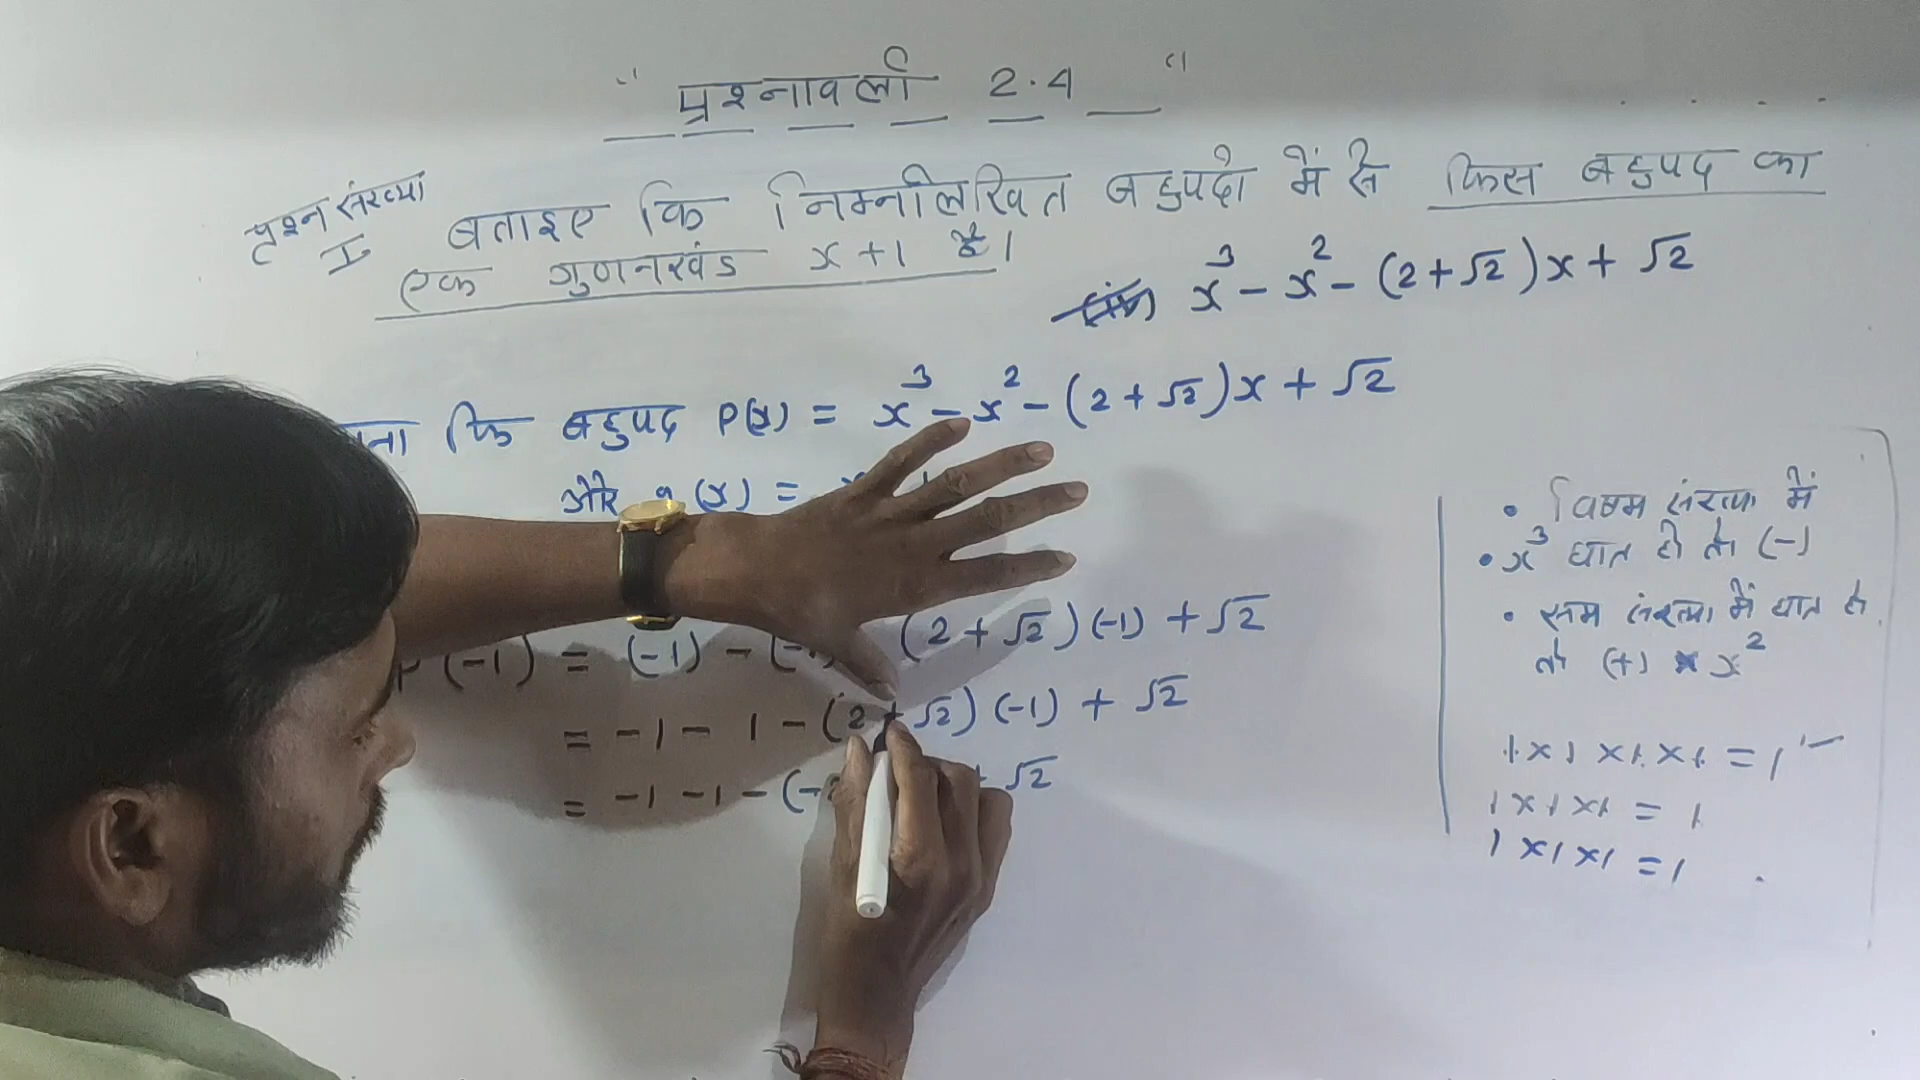 " प्रश्नावली 2.4 "
प्रश्न संख्या
I
बताइए कि निम्नलिखित बहुपदो में से किस बहुपद का
एक गुणनखंड x + 1 है।
x³ - x² - (2+√2)x + √2
कि बहुपद P(x) = x³ - x² - (2+√2)x + √2
और (x) =
(-1) = (-1) - (2+√2)(-1) + √2
= -1 - 1 - (2+√2)(-1) + √2
= -1 - 1 - (-2 + √2
• विषम संख्या में
• x³ घात हो तो (-)
• सम संख्या में घात हो
तो (+) x²
1×1×1×1 = 1
1×1×1 = 1
1×1×1 = 1